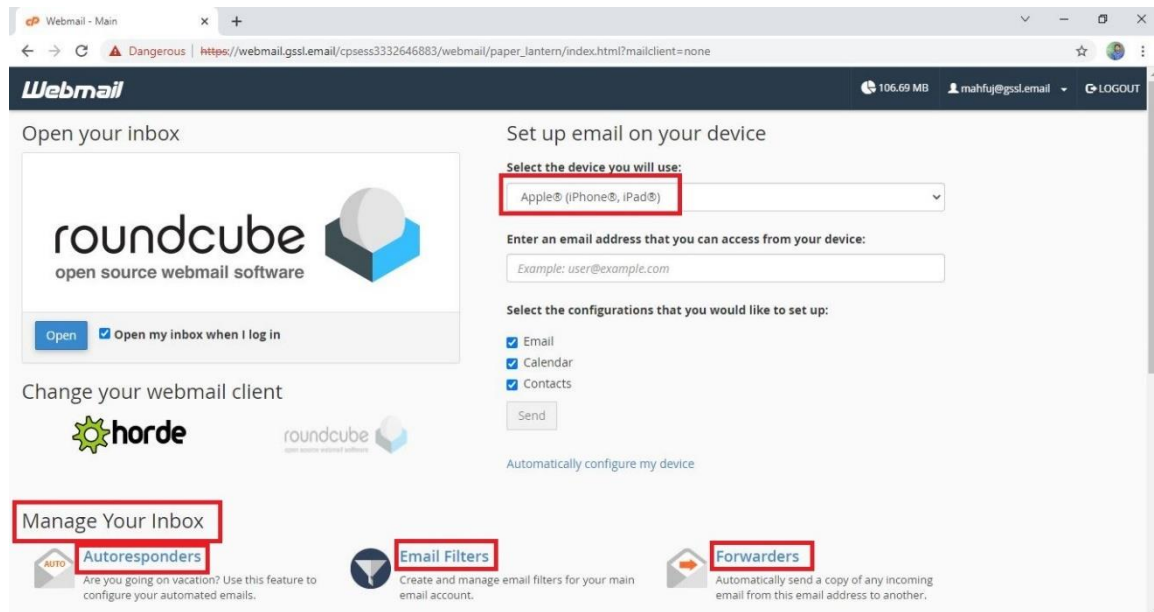 Webmail - Main
Dangerous | https://webmail.gssl.email/cpsess3332646883/webmail/paper_lantern/index.html?mailclient=none
Webmail
106.69 MB mahfuj@gssl.email LOGOUT
Open your inbox
roundcube
open source webmail software
Open Open my inbox when I log in
Change your webmail client
horde
roundcube
open source webmail software
Set up email on your device
Select the device you will use:
Apple® (iPhone®, iPad®)
Enter an email address that you can access from your device:
Example: user@example.com
Select the configurations that you would like to set up:
Email
Calendar
Contacts
Send
Automatically configure my device
Manage Your Inbox
AUTO
Autoresponders
Are you going on vacation? Use this feature to
configure your automated emails.
Email Filters
Create and manage email filters for your main
email account.
Forwarders
Automatically send a copy of any incoming
email from this email address to another.